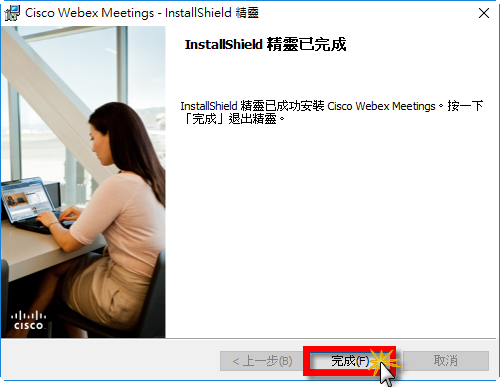 Cisco Webex Meetings - InstallShield 精靈
InstallShield 精靈已完成
InstallShield 精靈已成功安裝 Cisco Webex Meetings。按一下
「完成」退出精靈。
CISCO
< 上一步(B)
完成(F)
取消